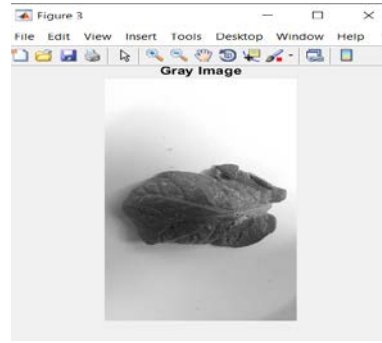 Figure 3
File Edit View Insert Tools Desktop Window Help
Gray Image